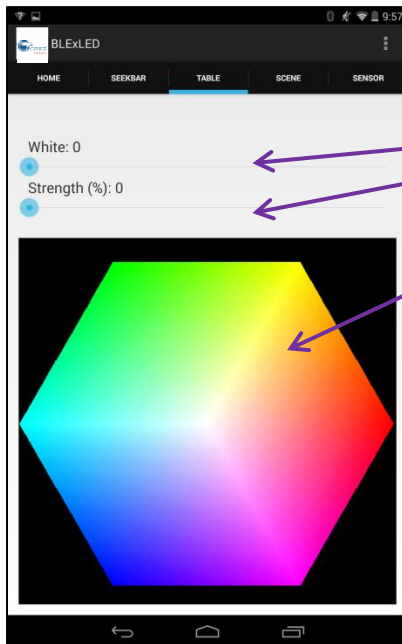 9:57
BLExLED
HOME SEEKBAR TABLE SCENE SENSOR
White: 0
Strength (%): 0